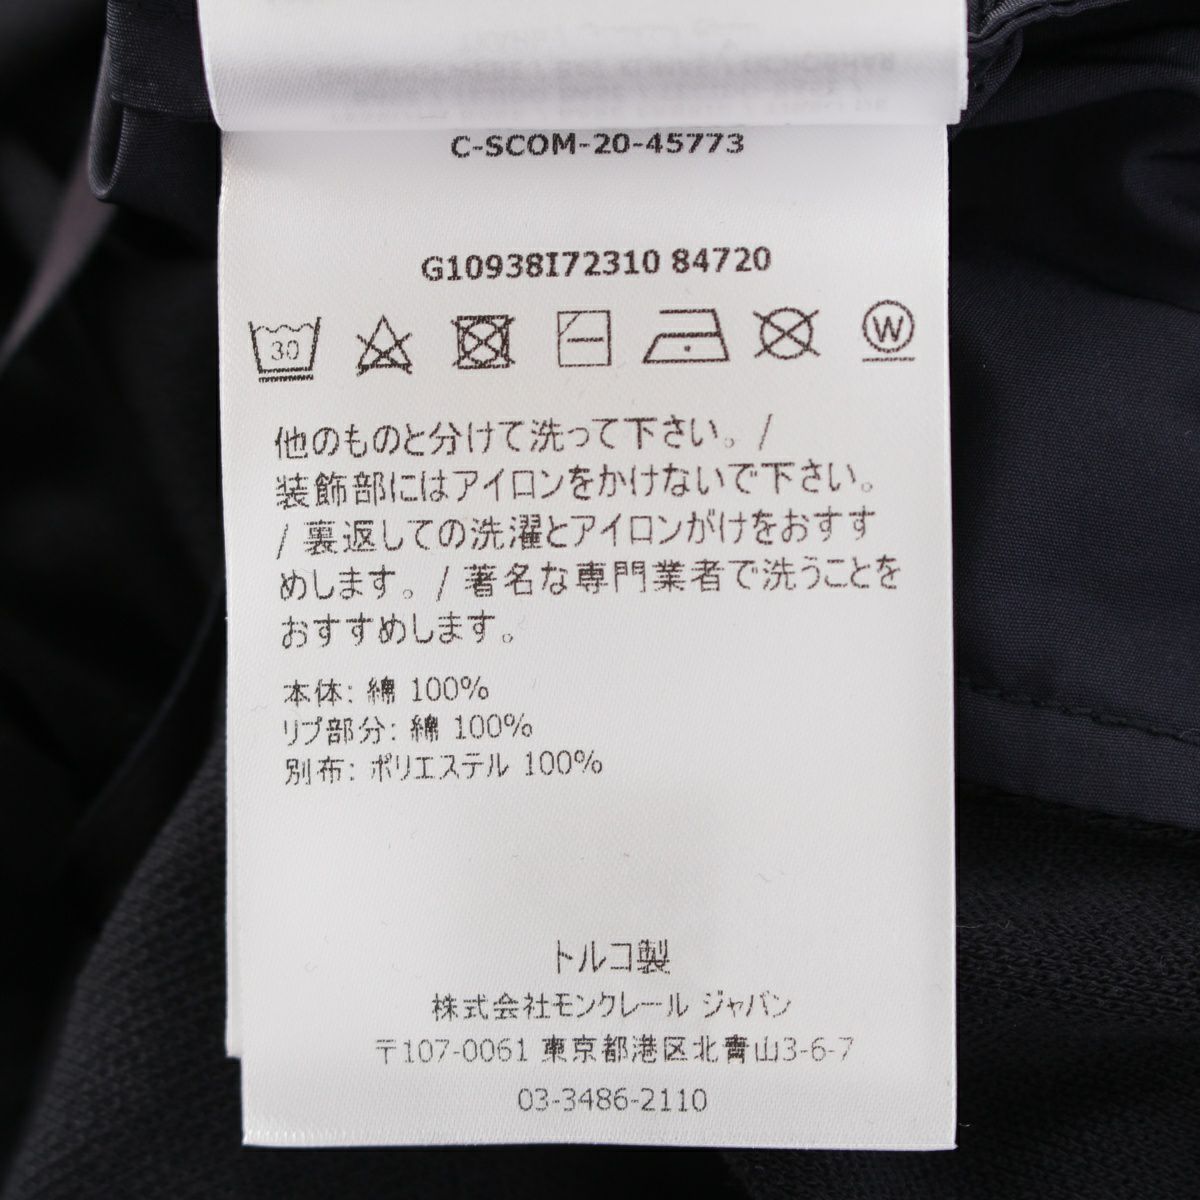 C-SCOM-20-45773
G10938I72310 84720
30
W
他のものと分けて洗って下さい。/
装飾部にはアイロンをかけないで下さい。
/ 裏返しての洗濯とアイロンがけをおすす
めします。/ 著名な専門業者で洗うことを
おすすめします。
本体: 綿 100%
リブ部分: 綿 100%
別布: ポリエステル 100%
トルコ製
株式会社モンクレール ジャパン
〒107-0061 東京都港区北青山3-6-7
03-3486-2110